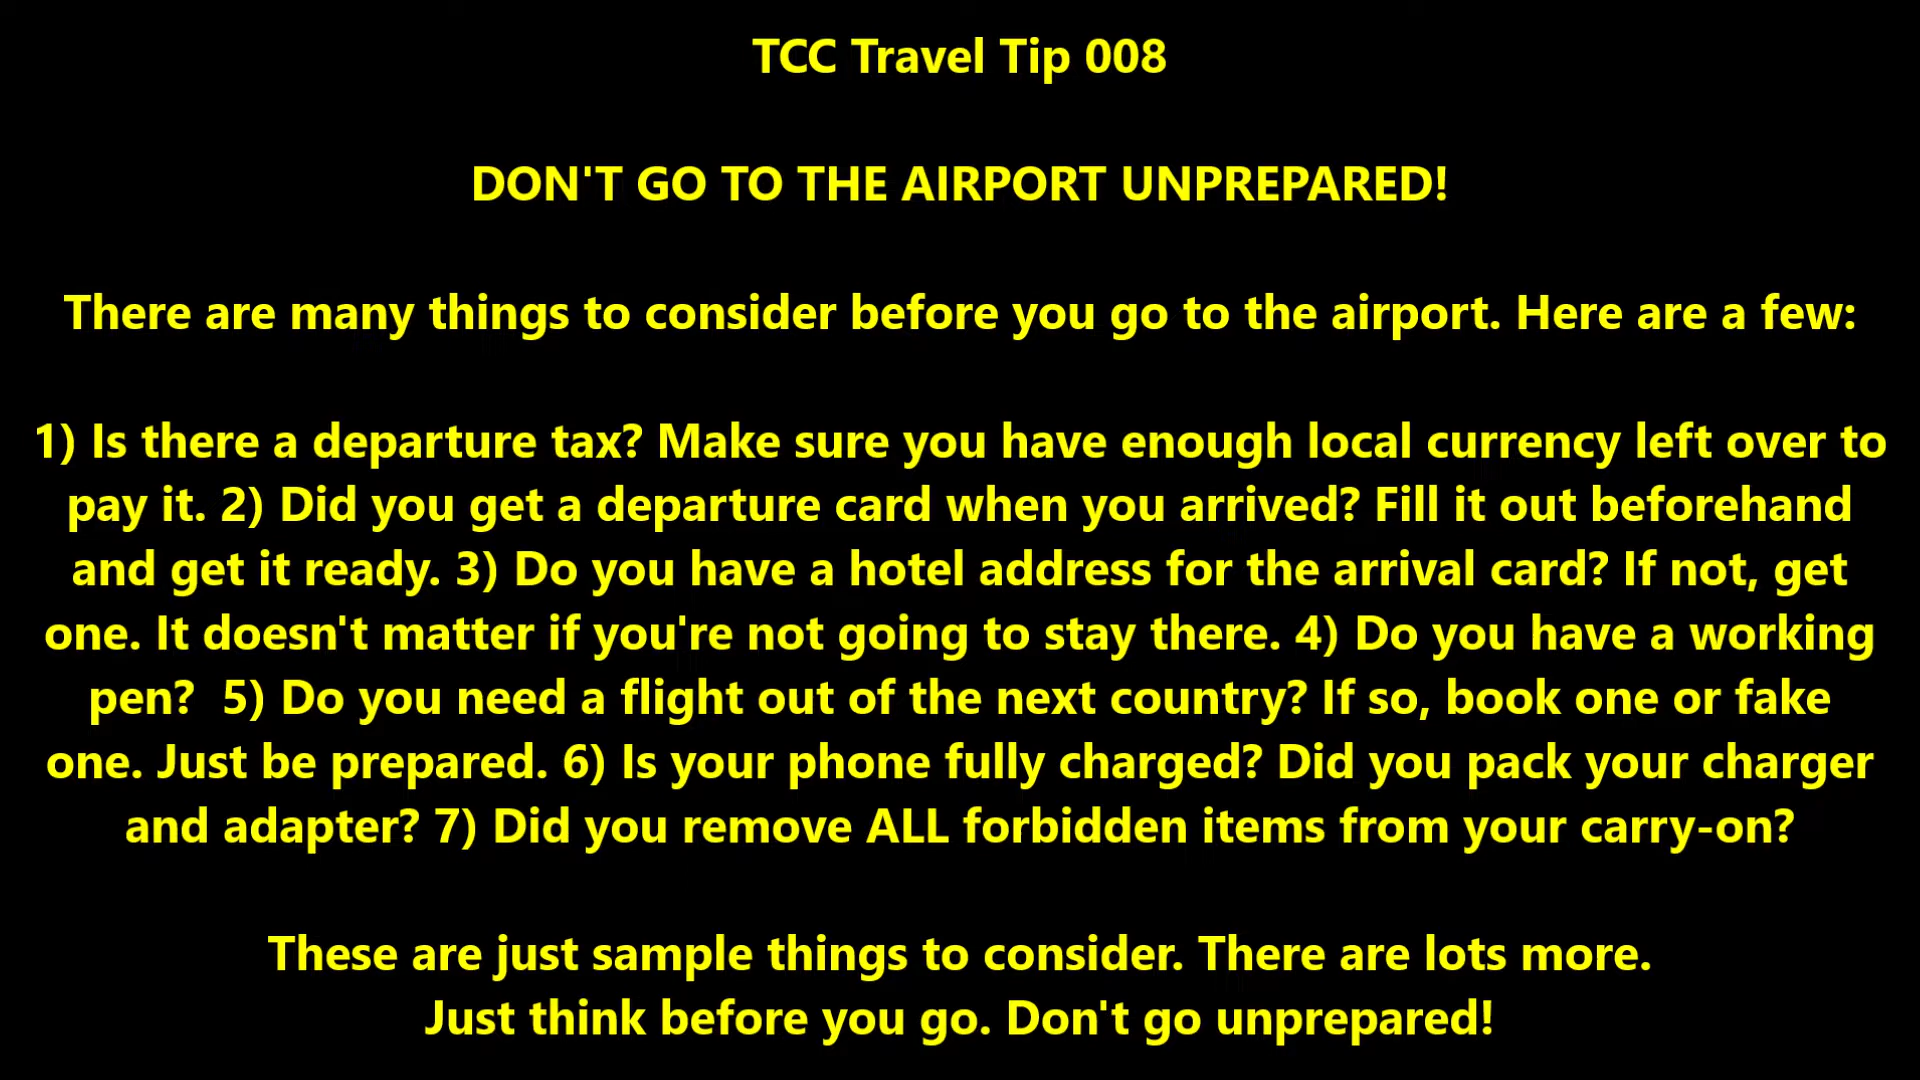 TCC Travel Tip 008
DON'T GO TO THE AIRPORT UNPREPARED!
There are many things to consider before you go to the airport. Here are a few:
1) Is there a departure tax? Make sure you have enough local currency left over to
pay it. 2) Did you get a departure card when you arrived? Fill it out beforehand
and get it ready. 3) Do you have a hotel address for the arrival card? If not, get
one. It doesn't matter if you're not going to stay there. 4) Do you have a working
pen?  5) Do you need a flight out of the next country? If so, book one or fake
one. Just be prepared. 6) Is your phone fully charged? Did you pack your charger
and adapter? 7) Did you remove ALL forbidden items from your carry-on?
These are just sample things to consider. There are lots more.
Just think before you go. Don't go unprepared!